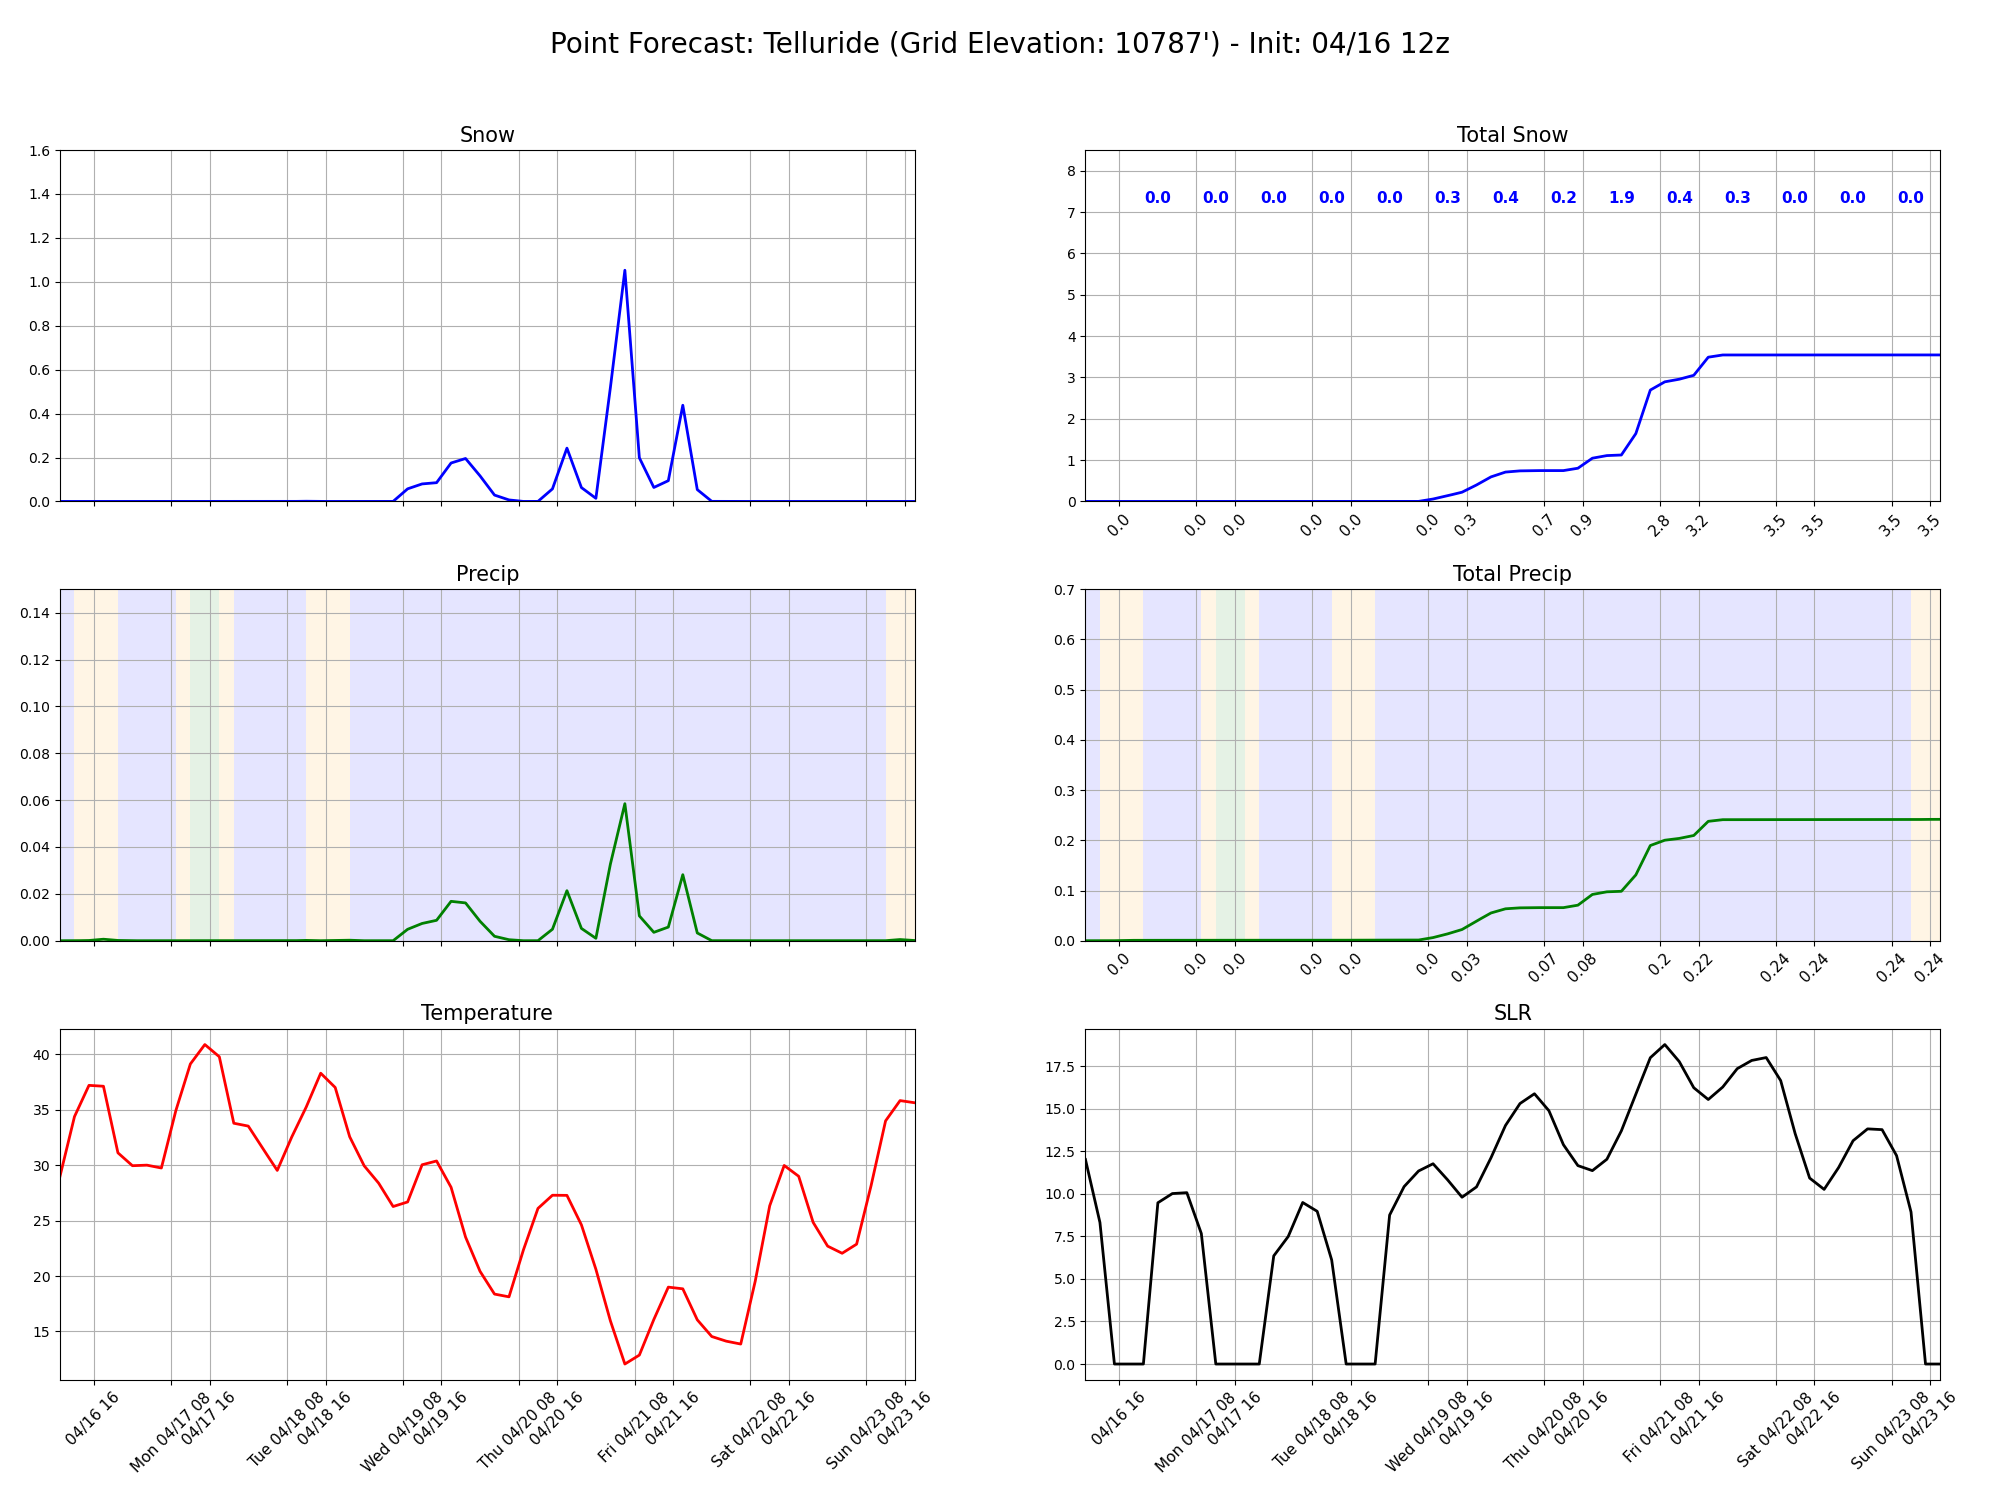 Point Forecast: Telluride (Grid Elevation: 10787') - Init: 04/16 12z
Snow
1.6
1.4
1.2
1.0
0.8
0.6
0.4
0.2
0.0
Total Snow
8
7
6
5
4
3
2
1
0
0.0 0.0 0.0 0.0 0.0 0.3 0.4 0.2 1.9 0.4 0.3 0.0 0.0 0.0
0.0 0.0 0.0 0.0 0.0 0.0 0.3 0.7 0.9 2.8 3.2 3.5 3.5 3.5 3.5
Precip
0.14
0.12
0.10
0.08
0.06
0.04
0.02
0.00
Total Precip
0.7
0.6
0.5
0.4
0.3
0.2
0.1
0.0
0.0 0.0 0.0 0.0 0.0 0.0 0.03 0.07 0.08 0.2 0.22 0.24 0.24 0.24 0.24
Temperature
40
35
30
25
20
15
04/16 16
Mon 04/17 08
04/17 16
Tue 04/18 08
04/18 16
Wed 04/19 08
04/19 16
Thu 04/20 08
04/20 16
Fri 04/21 08
04/21 16
Sat 04/22 08
04/22 16
Sun 04/23 08
04/23 16
SLR
17.5
15.0
12.5
10.0
7.5
5.0
2.5
0.0
04/16 16
Mon 04/17 08
04/17 16
Tue 04/18 08
04/18 16
Wed 04/19 08
04/19 16
Thu 04/20 08
04/20 16
Fri 04/21 08
04/21 16
Sat 04/22 08
04/22 16
Sun 04/23 08
04/23 16